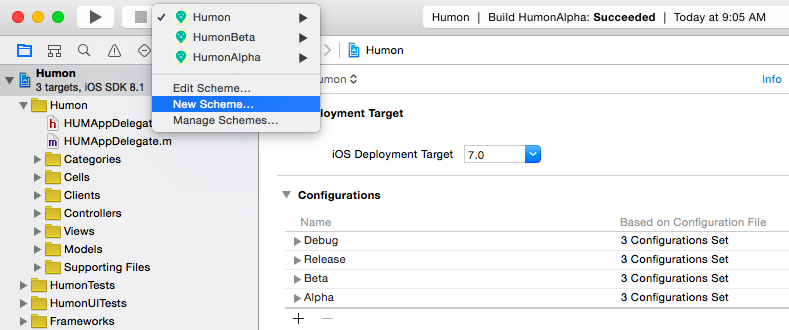 Humon
HumonBeta
HumonAlpha
Edit Scheme...
New Scheme...
Manage Schemes...
Humon | Build HumonAlpha: Succeeded | Today at 9:05 AM
Humon
Humon
3 targets, iOS SDK 8.1
Humon
h HUMAppDelegate
m HUMAppDelegate.m
Categories
Cells
Clients
Controllers
Views
Models
Supporting Files
HumonTests
HumonUITests
Frameworks
umon
Info
ployment Target
iOS Deployment Target 7.0
Configurations
Name Based on Configuration File
Debug 3 Configurations Set
Release 3 Configurations Set
Beta 3 Configurations Set
Alpha 3 Configurations Set